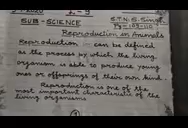 SUB - SCIENCE
S.T.N. G. Singh
Reproduction in Animals
Reproduction can be defined
as the process by which the living
organism is able to produce young
ones or offsprings of their own kind.
Reproduction is one of the
most important characteristic of the
living organisms